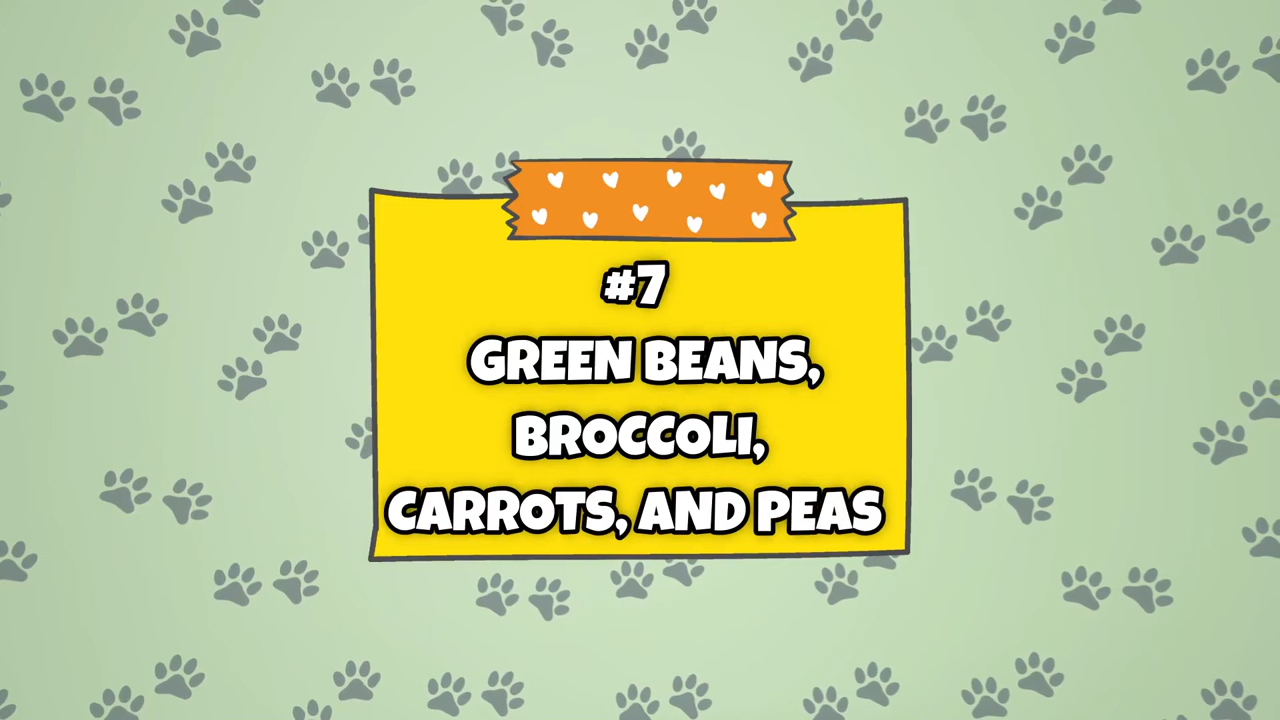 #7
GREEN BEANS,
BROCCOLI,
CARROTS, AND PEAS